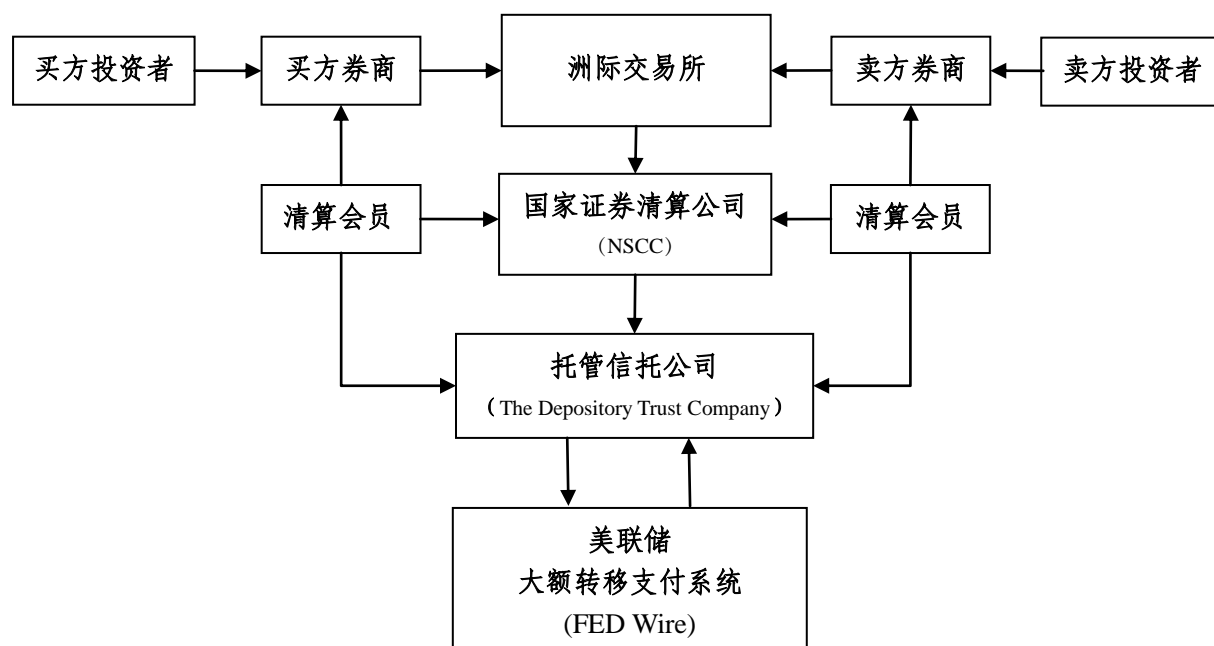 买方投资者
买方券商
洲际交易所
卖方券商
卖方投资者
清算会员
国家证券清算公司
（NSCC）
清算会员
托管信托公司
（The Depository Trust Company）
美联储
大额转移支付系统
(FED Wire)